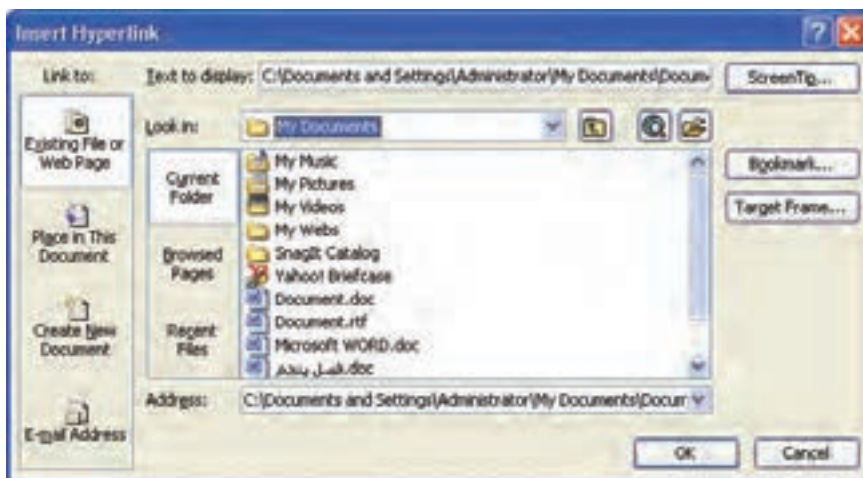 Insert Hyperlink
Link to:
Text to display: C:\Documents and Settings\Administrator\My Documents\Docum
ScreenTip...
Existing File or
Web Page
Place in This
Document
Create New
Document
E-mail Address
Look in:
My Documents
Current
Folder
Browsed
Pages
Recent
Files
My Music
My Pictures
My Videos
My Webs
SnagIt Catalog
Yahoo! Briefcase
Document.doc
Document.rtf
Microsoft WORD.doc
فصل پنجم.doc
Bookmark...
Target Frame...
Address: C:\Documents and Settings\Administrator\My Documents\Docum
OK
Cancel